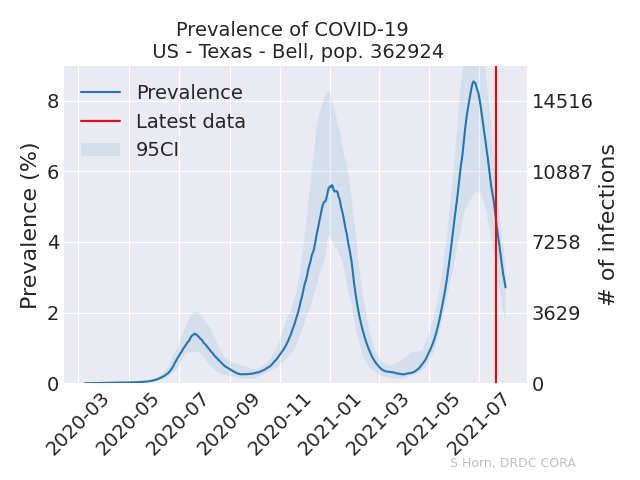 Prevalence of COVID-19
US - Texas - Bell, pop. 362924
Prevalence
Latest data
95CI
Prevalence (%)
8
6
4
2
0
14516
10887
7258
3629
0
# of infections
2020-03
2020-05
2020-07
2020-09
2020-11
2021-01
2021-03
2021-05
2021-07
S Horn, DRDC CORA